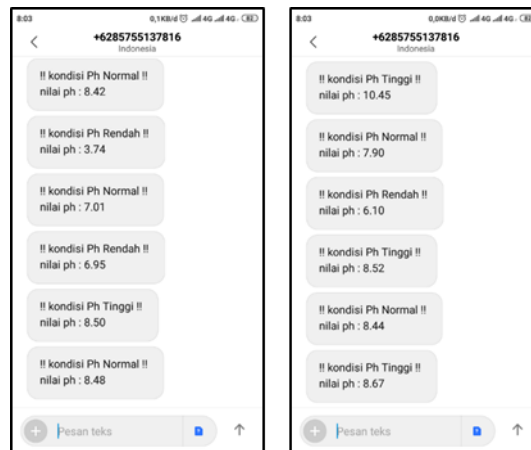 8:03
0,1KB/d
4G
4G
82
+6285755137816
Indonesia
!! kondisi Ph Normal !!
nilai ph : 8.42
!! kondisi Ph Rendah !!
nilai ph : 3.74
!! kondisi Ph Normal !!
nilai ph : 7.01
!! kondisi Ph Rendah !!
nilai ph : 6.95
!! kondisi Ph Tinggi !!
nilai ph : 8.50
!! kondisi Ph Normal !!
nilai ph : 8.48
Pesan teks
8:03
0,0KB/d
4G
4G
+6285755137816
Indonesia
!! kondisi Ph Tinggi !!
nilai ph : 10.45
!! kondisi Ph Normal !!
nilai ph : 7.90
!! kondisi Ph Rendah !!
nilai ph : 6.10
!! kondisi Ph Tinggi !!
nilai ph : 8.52
!! kondisi Ph Normal !!
nilai ph : 8.44
!! kondisi Ph Tinggi !!
nilai ph : 8.67
Pesan teks